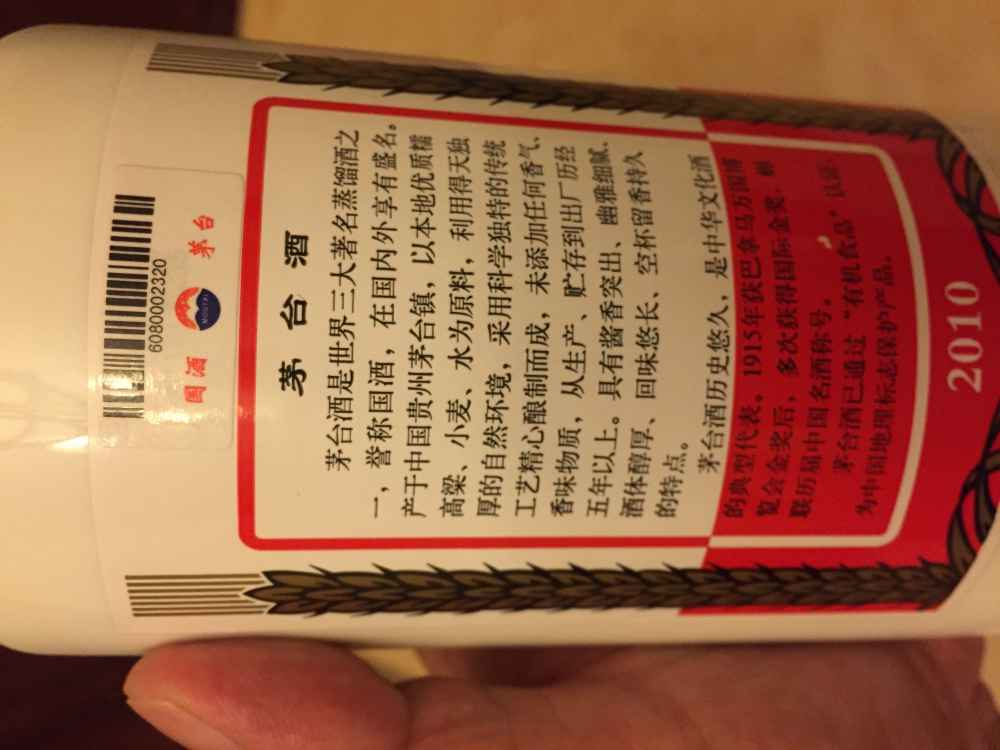 6080002320
国酒
茅台
MOUTAI
茅台酒
茅台酒是世界三大著名蒸馏酒之
一，誉称国酒，在国内外享有盛名。
产于中国贵州茅台镇，以本地优质糯
高粱、小麦、水为原料，利用得天独
厚的自然环境，采用科学独特的传统
工艺精心酿制而成，未添加任何香气、
香味物质，从生产、贮存到出厂历经
五年以上。具有酱香突出、幽雅细腻、
酒体醇厚、回味悠长、空杯留香持久
的特点。
茅台酒历史悠久，是中华文化酒
的典型代表。1915年获巴拿马万国博
览会金奖后，多次获得国际金奖，蝉
联历届中国名酒称号。
茅台酒已通过“有机食品”认证，
为中国地理标志保护产品。
2010